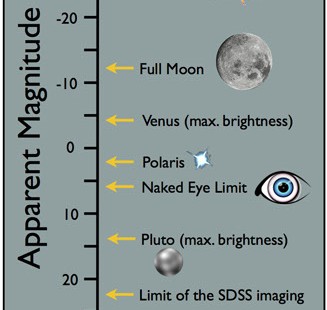 Apparent Magnitude
-20
-10
0
10
20
Full Moon
Venus (max. brightness)
Polaris
Naked Eye Limit
Pluto (max. brightness)
Limit of the SDSS imaging